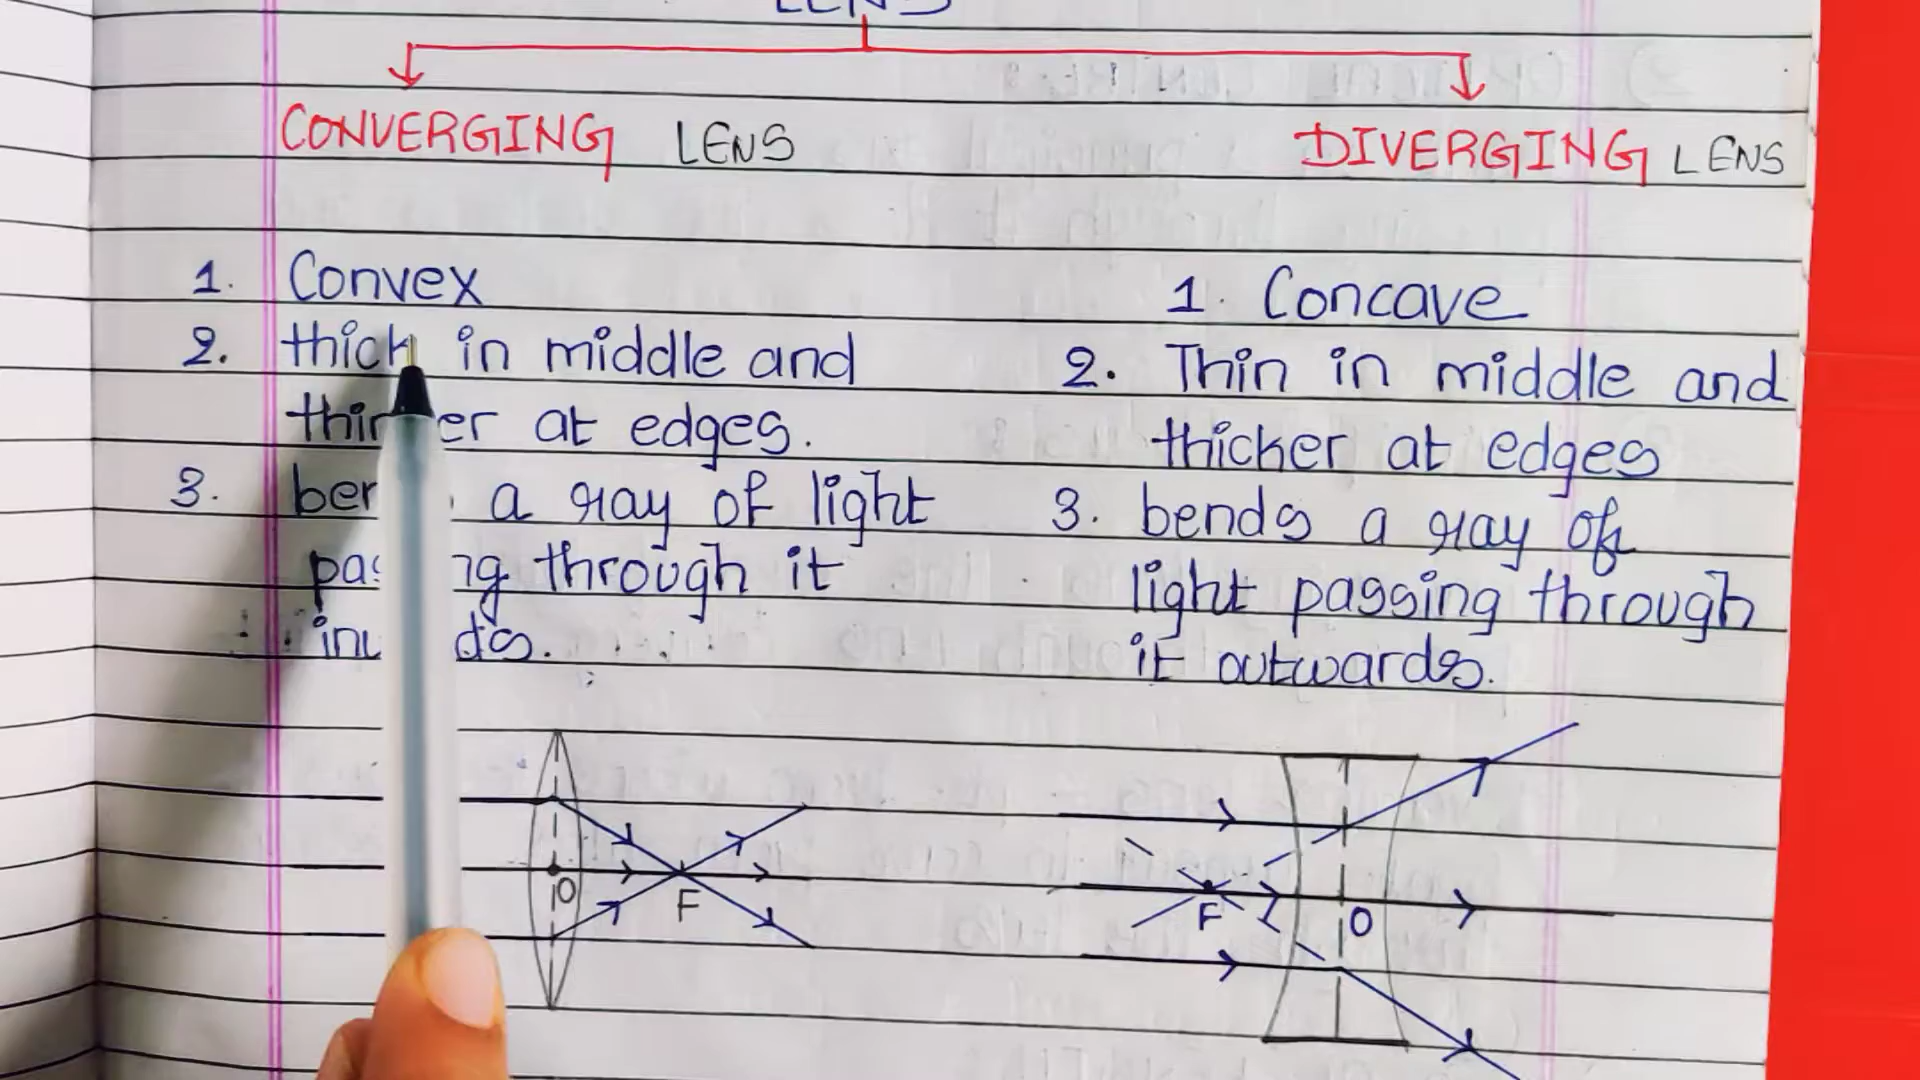 LENS
CONVERGING LENS
DIVERGING LENS
1. Convex
2. thick in middle and
thinner at edges.
3. a ray of light
through it
1. Concave
2. Thin in middle and
thicker at edges
3. bends a ray of
light passing through
it outwards.
O
F
F
O